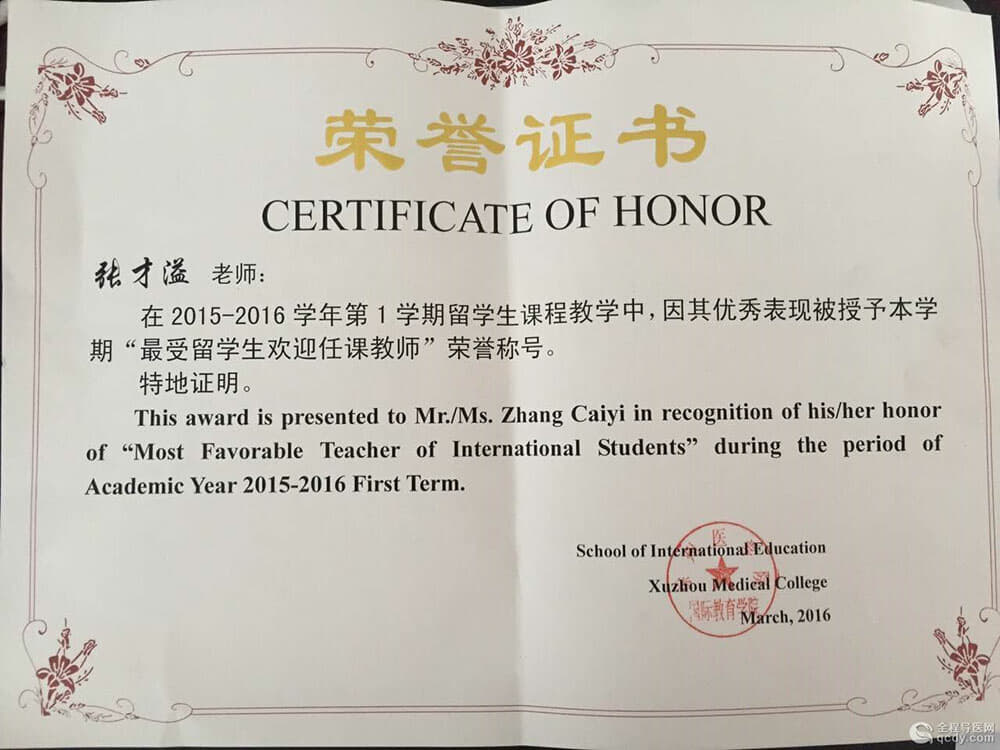 荣誉证书
CERTIFICATE OF HONOR
张才溢 老师：
在 2015-2016 学年第 1 学期留学生课程教学中，因其优秀表现被授予本学
期“最受留学生欢迎任课教师”荣誉称号。
特地证明。
This award is presented to Mr./Ms. Zhang Caiyi in recognition of his/her honor
of “Most Favorable Teacher of International Students” during the period of
Academic Year 2015-2016 First Term.
School of International Education
Xuzhou Medical College
March, 2016
国际教育学院
全程导医网
qcdy.com